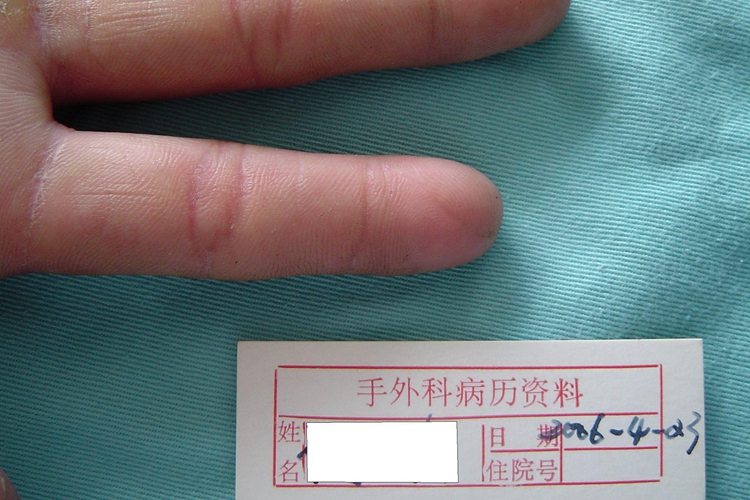 手外科病历资料
姓名
日期 2006-4-23
住院号